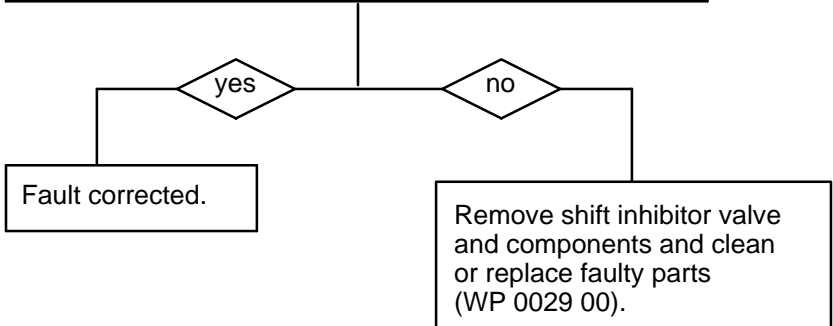 yes
no
Fault corrected.
Remove shift inhibitor valve
and components and clean
or replace faulty parts
(WP 0029 00).